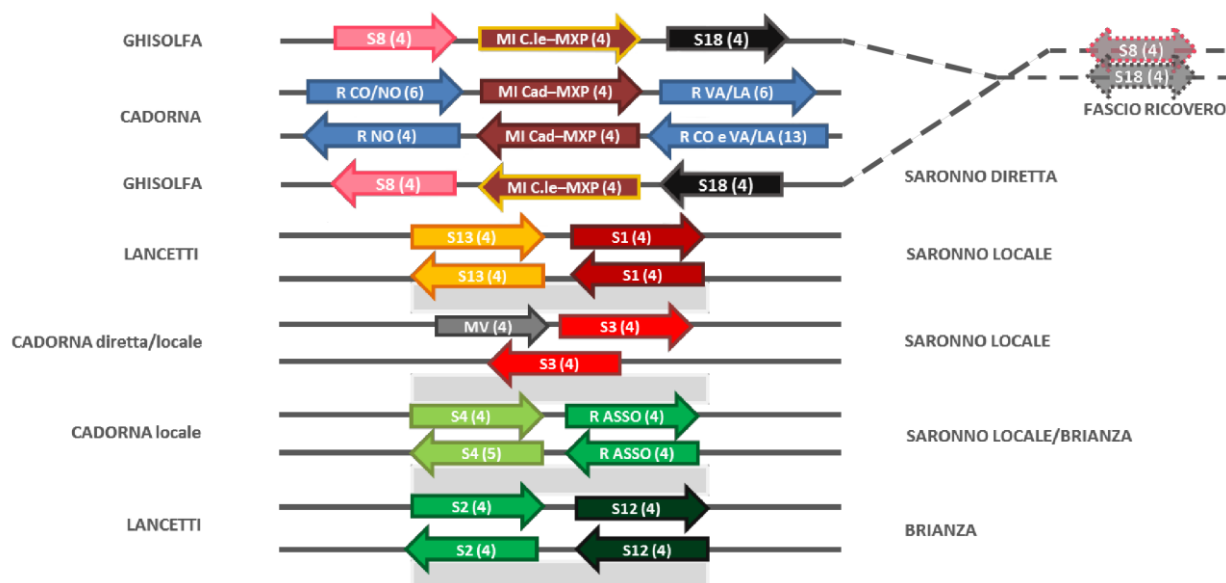 GHISOLFA
S8 (4)
MI C.le–MXP (4)
S18 (4)
S8 (4)
S18 (4)
FASCIO RICOVERO
CADORNA
R CO/NO (6)
MI Cad–MXP (4)
R VA/LA (6)
R NO (4)
MI Cad–MXP (4)
R CO e VA/LA (13)
GHISOLFA
S8 (4)
MI C.le–MXP (4)
S18 (4)
SARONNO DIRETTA
LANCETTI
S13 (4)
S1 (4)
SARONNO LOCALE
S13 (4)
S1 (4)
CADORNA diretta/locale
MV (4)
S3 (4)
SARONNO LOCALE
S3 (4)
CADORNA locale
S4 (4)
R ASSO (4)
SARONNO LOCALE/BRIANZA
S4 (5)
R ASSO (4)
LANCETTI
S2 (4)
S12 (4)
BRIANZA
S2 (4)
S12 (4)